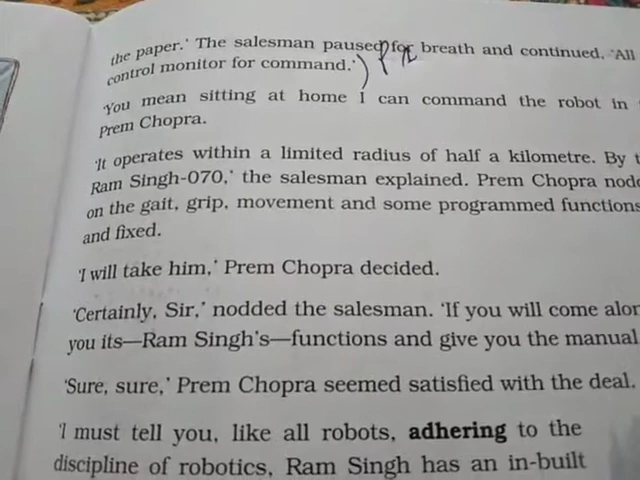 the paper.' The salesman paused for breath and continued. 'All
control monitor for command.'
'You mean sitting at home I can command the robot in
Prem Chopra.
'It operates within a limited radius of half a kilometre. By
Ram Singh-070,' the salesman explained. Prem Chopra
on the gait, grip, movement and some programmed functions
and fixed.
'I will take him,' Prem Chopra decided.
'Certainly, Sir,' nodded the salesman. 'If you will come
you its—Ram Singh's—functions and give you the manual
'Sure, sure,' Prem Chopra seemed satisfied with the deal.
'I must tell you, like all robots, adhering to the
discipline of robotics, Ram Singh has an in-built